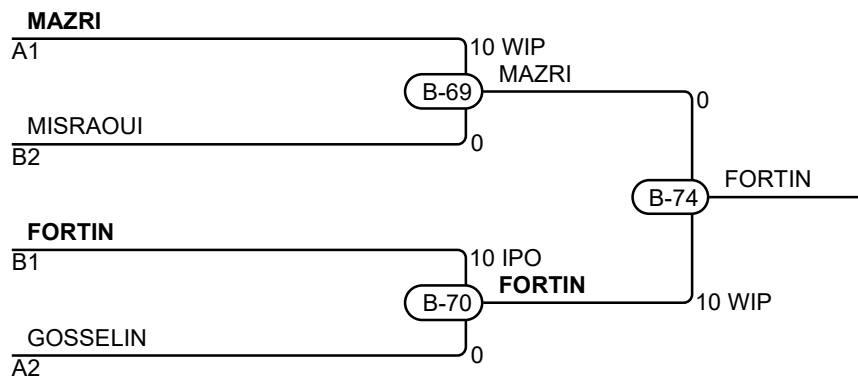 MAZRI
A1
10 WIP
B-69
MAZRI
MISRAOUI
B2
0
0
B-74
FORTIN
FORTIN
B1
10 IPO
B-70
FORTIN
10 WIP
GOSSELIN
A2
0